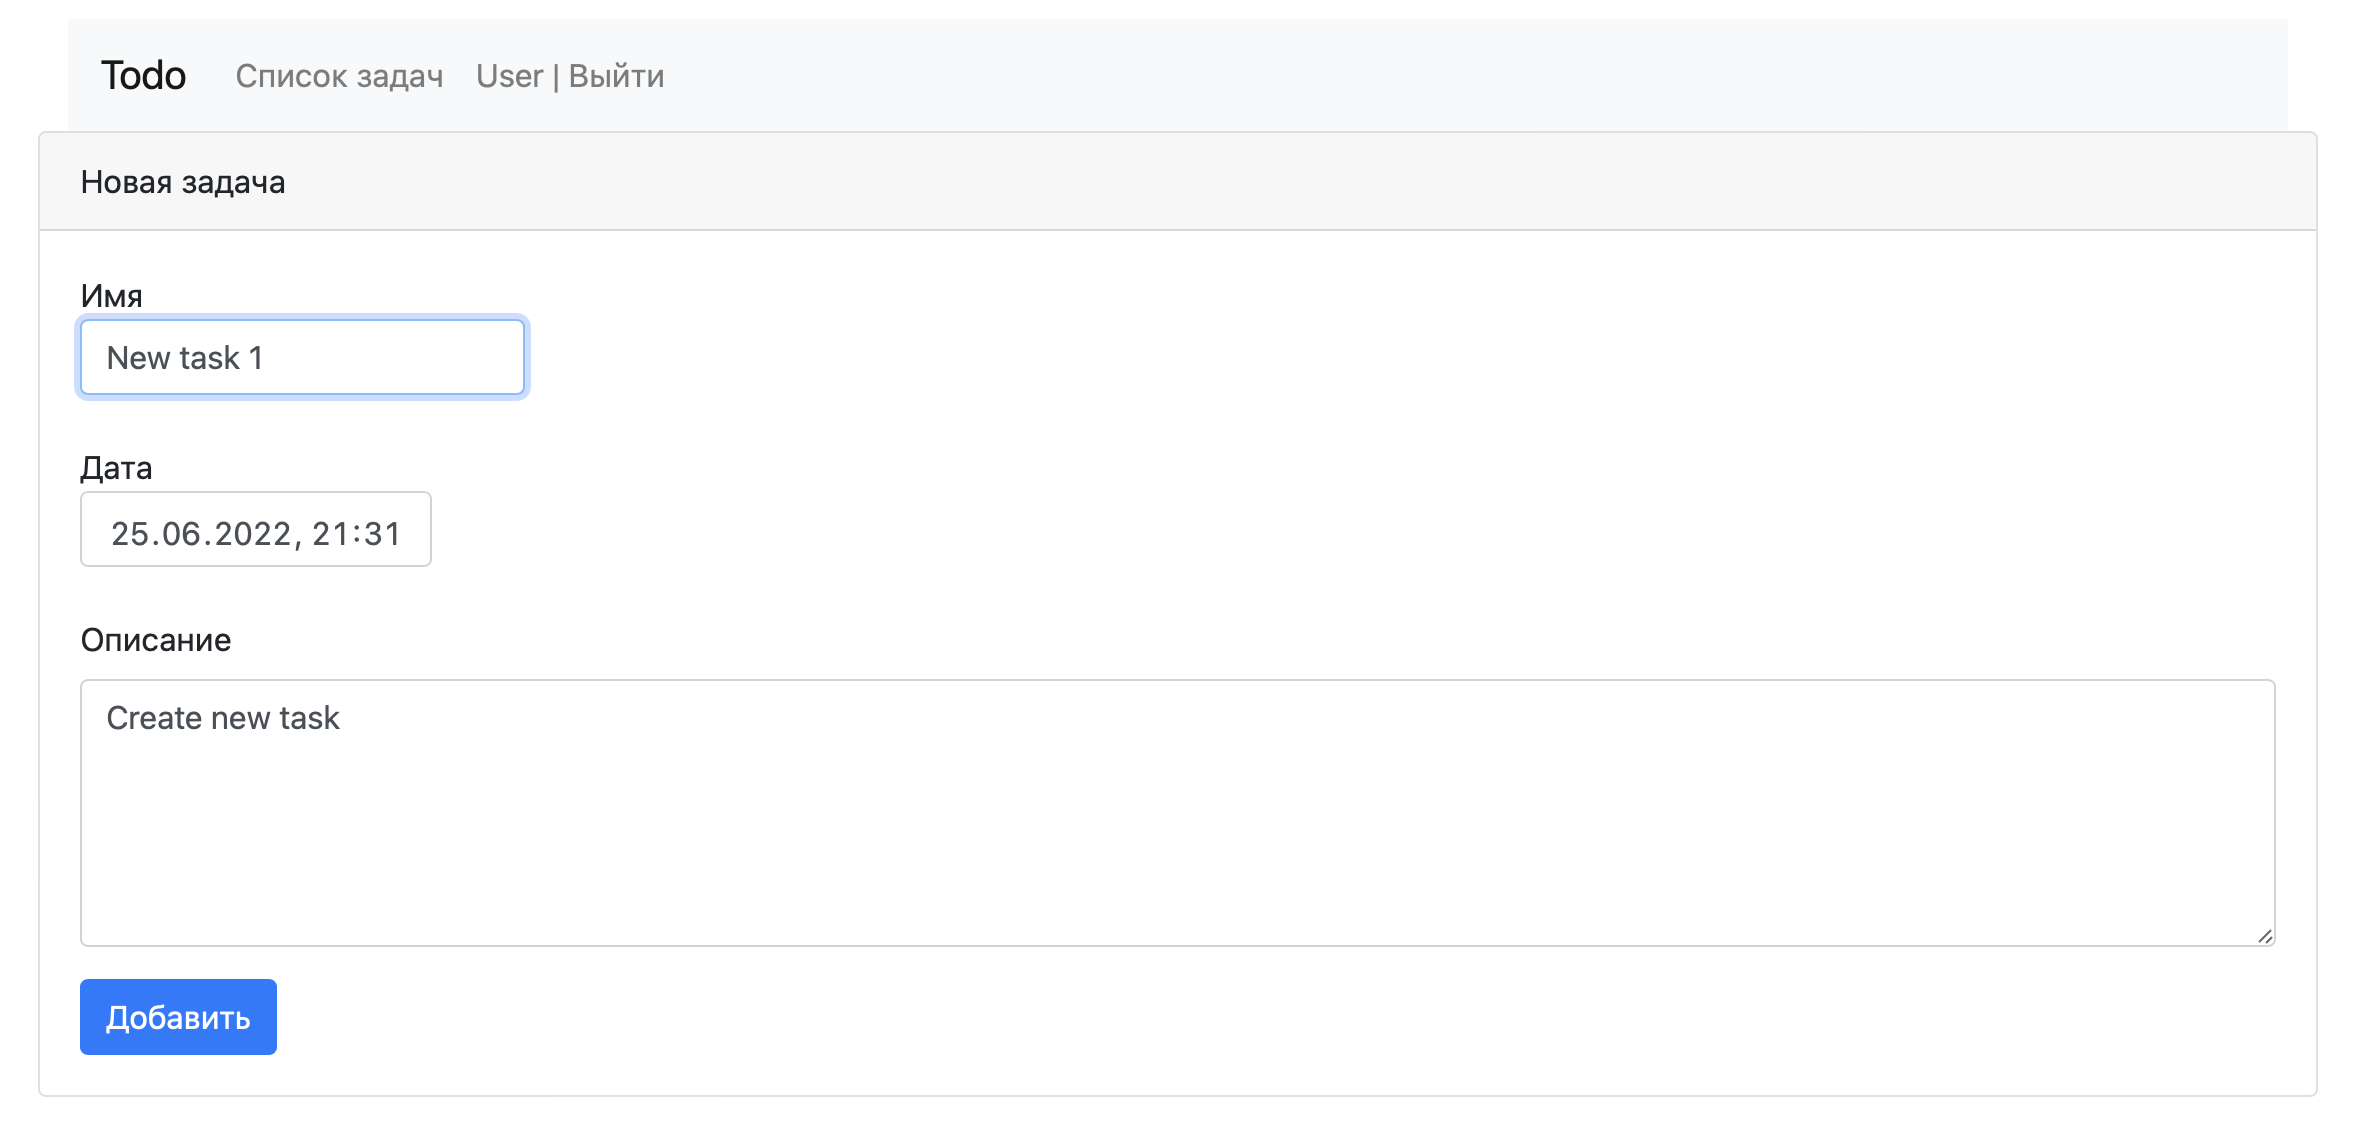 Todo Список задач User | Выйти
Новая задача
Имя
New task 1
Дата
25.06.2022, 21:31
Описание
Create new task
Добавить